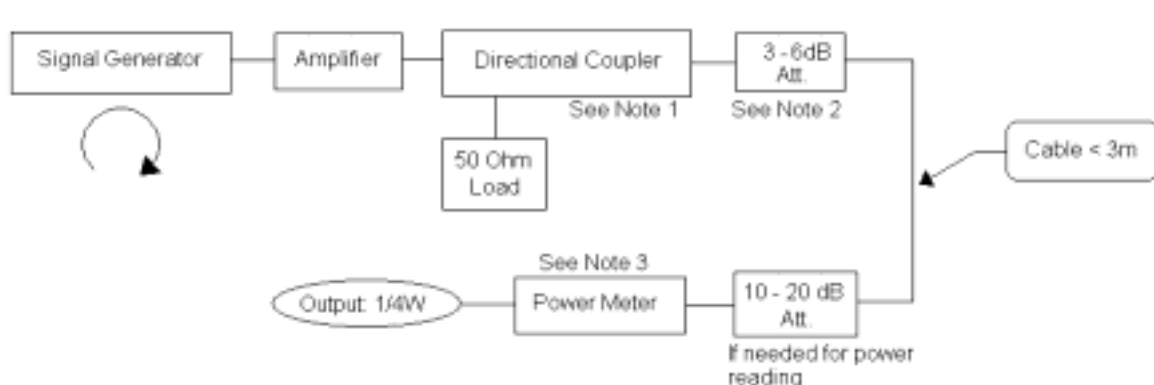 Signal Generator
Amplifier
Directional Coupler
3 - 6dB
Att.
See Note 1
See Note 2
50 Ohm
Load
Cable < 3m
See Note 3
Output: 1/4W
Power Meter
10 - 20 dB
Att.
If needed for power
reading